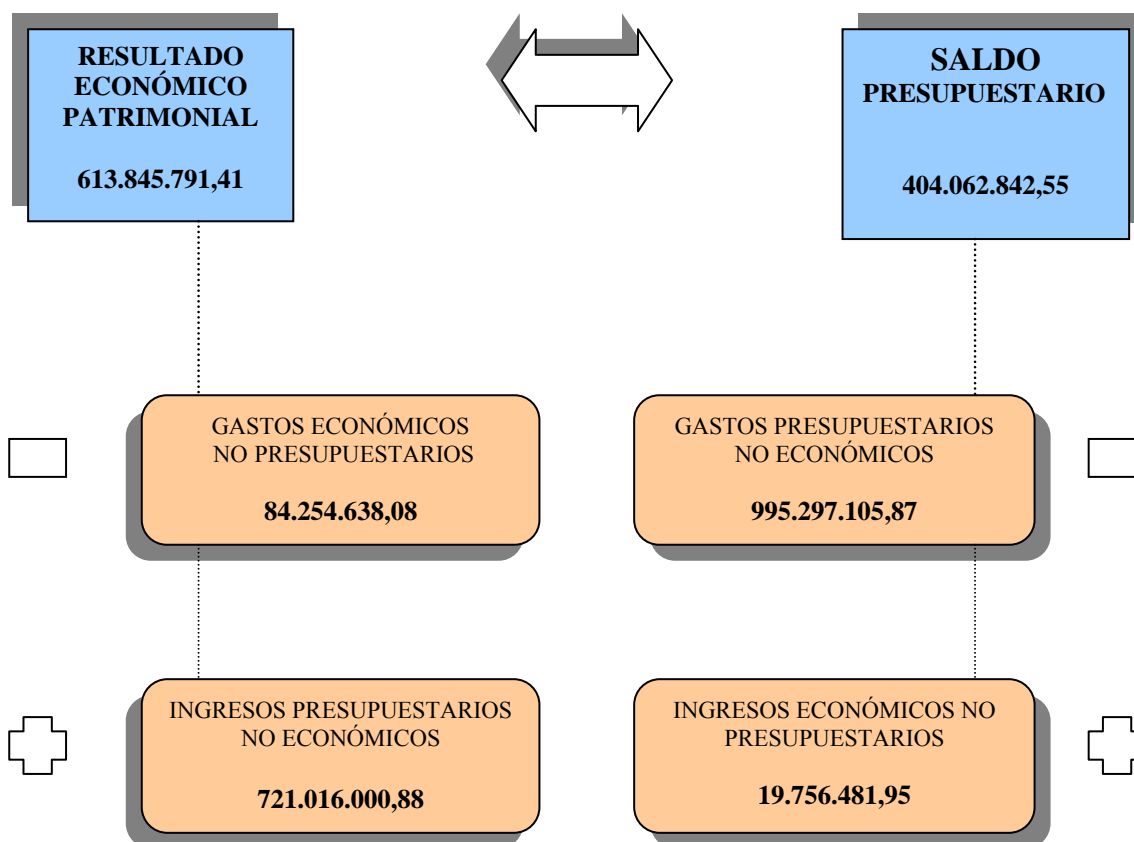 RESULTADO
ECONÓMICO
PATRIMONIAL
613.845.791,41
SALDO
PRESUPUESTARIO
404.062.842,55
GASTOS ECONÓMICOS
NO PRESUPUESTARIOS
84.254.638,08
GASTOS PRESUPUESTARIOS
NO ECONÓMICOS
995.297.105,87
INGRESOS PRESUPUESTARIOS
NO ECONÓMICOS
721.016.000,88
INGRESOS ECONÓMICOS NO
PRESUPUESTARIOS
19.756.481,95